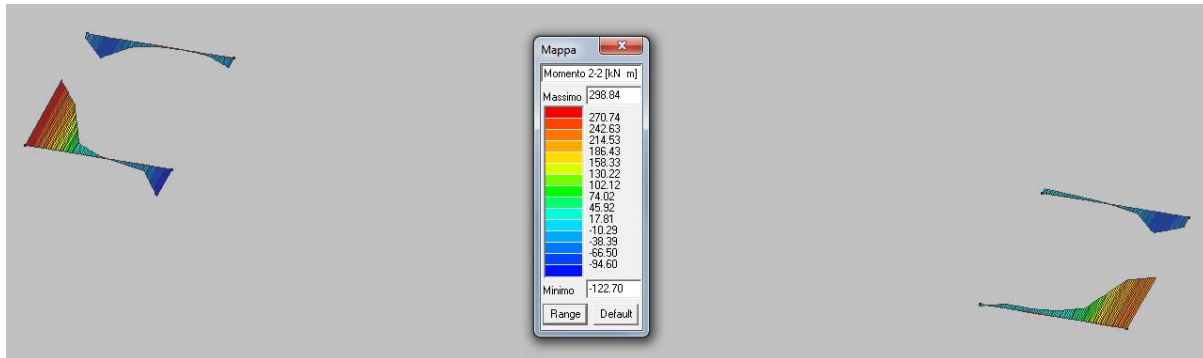 Mappa
Momento 2-2 [kN m]
Massimo 298.84
270.74
242.63
214.53
186.43
158.33
130.22
102.12
74.02
45.92
17.81
-10.29
-38.39
-66.50
-94.60
Minimo -122.70
Range Default